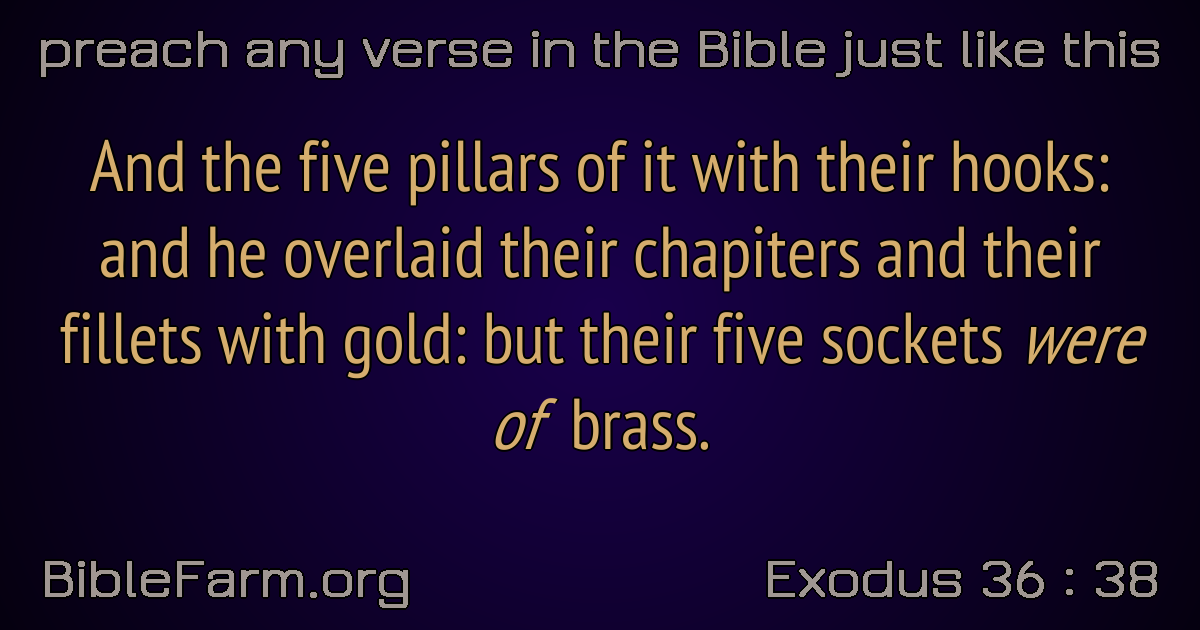 preach any verse in the Bible just like this
And the five pillars of it with their hooks:
and he overlaid their chapiters and their
fillets with gold: but their five sockets were
of brass.
BibleFarm.org
Exodus 36 : 38